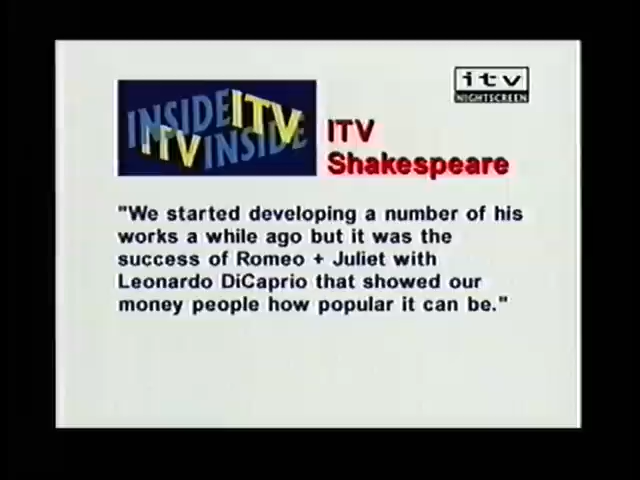 INSIDE ITV
ITV INSIDE
itv
NIGHTSCREEN
ITV
Shakespeare
"We started developing a number of his
works a while ago but it was the
success of Romeo + Juliet with
Leonardo DiCaprio that showed our
money people how popular it can be."